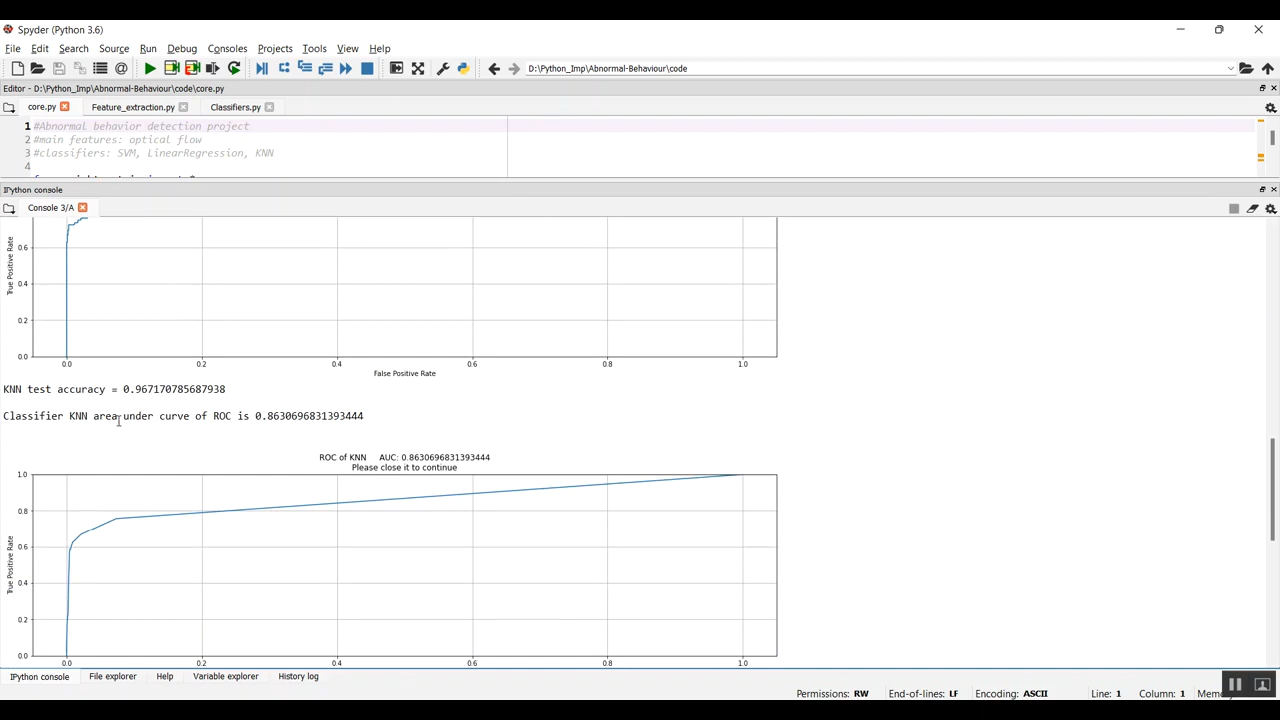 Spyder (Python 3.6)
File Edit Search Source Run Debug Consoles Projects Tools View Help
D:\Python_Imp\Abnormal-Behaviour\code
Editor - D:\Python_Imp\Abnormal-Behaviour\code\core.py
core.py Feature_extraction.py Classifiers.py
1 #Abnormal behavior detection project
2 #main features: optical flow
3 #classifiers: SVM, LinearRegression, KNN
4
IPython console
Console 3/A
True Positive Rate
0.6
0.4
0.2
0.0
0.0 0.2 0.4 0.6 0.8 1.0
False Positive Rate
KNN test accuracy = 0.967170785687938
Classifier KNN area under curve of ROC is 0.8630696831393444
ROC of KNN AUC: 0.8630696831393444
Please close it to continue
True Positive Rate
1.0
0.8
0.6
0.4
0.2
0.0
0.0 0.2 0.4 0.6 0.8 1.0
IPython console File explorer Help Variable explorer History log
Permissions: RW End-of-lines: LF Encoding: ASCII Line: 1 Column: 1